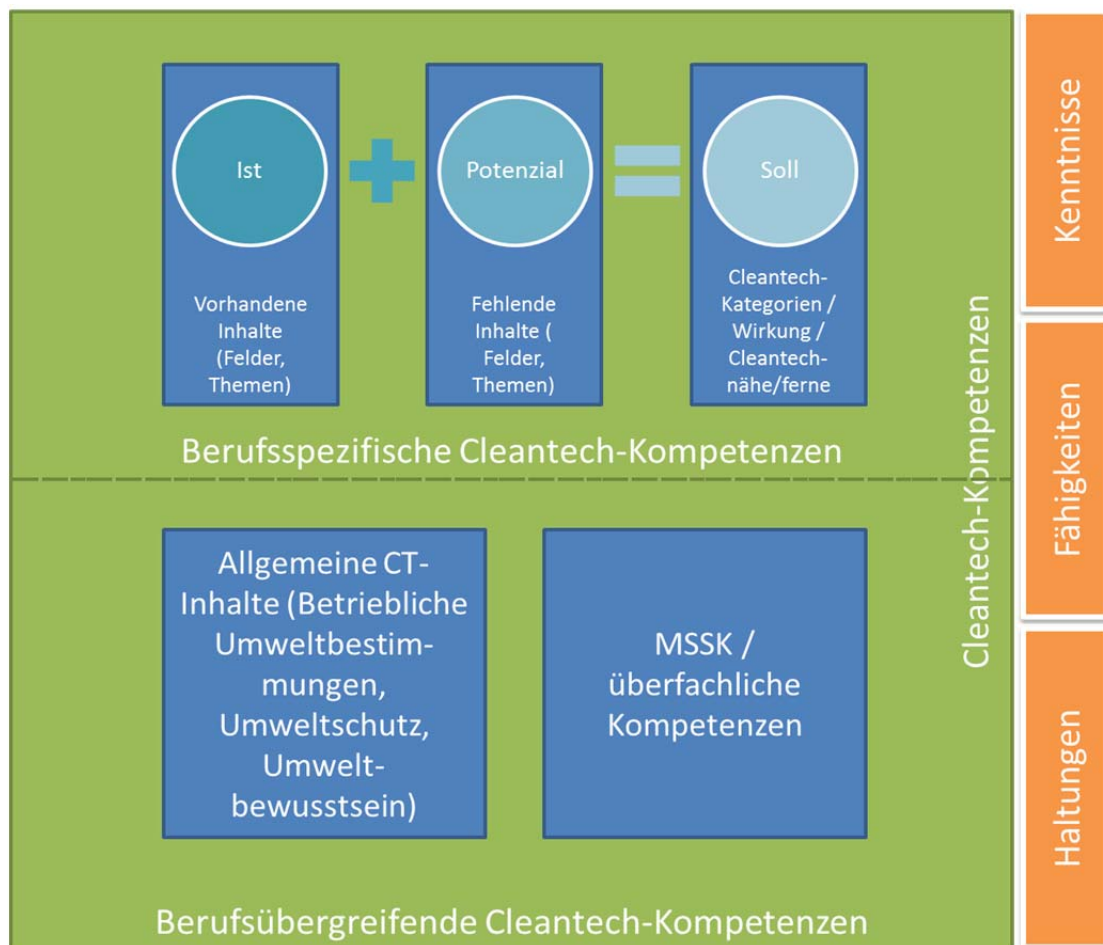 Ist
Potenzial
Soll
Vorhandene
Inhalte
(Felder,
Themen)
Fehlende
Inhalte (
Felder,
Themen)
Cleantech-
Kategorien /
Wirkung /
Cleantech-
nähe/ferne
Berufsspezifische Cleantech-Kompetenzen
Allgemeine CT-
Inhalte (Betriebliche
Umweltbestim-
mungen,
Umweltschutz,
Umwelt-
bewusstsein)
MSSK /
überfachliche
Kompetenzen
Berufsübergreifende Cleantech-Kompetenzen
Cleantech-Kompetenzen
Kenntnisse
Fähigkeiten
Haltungen